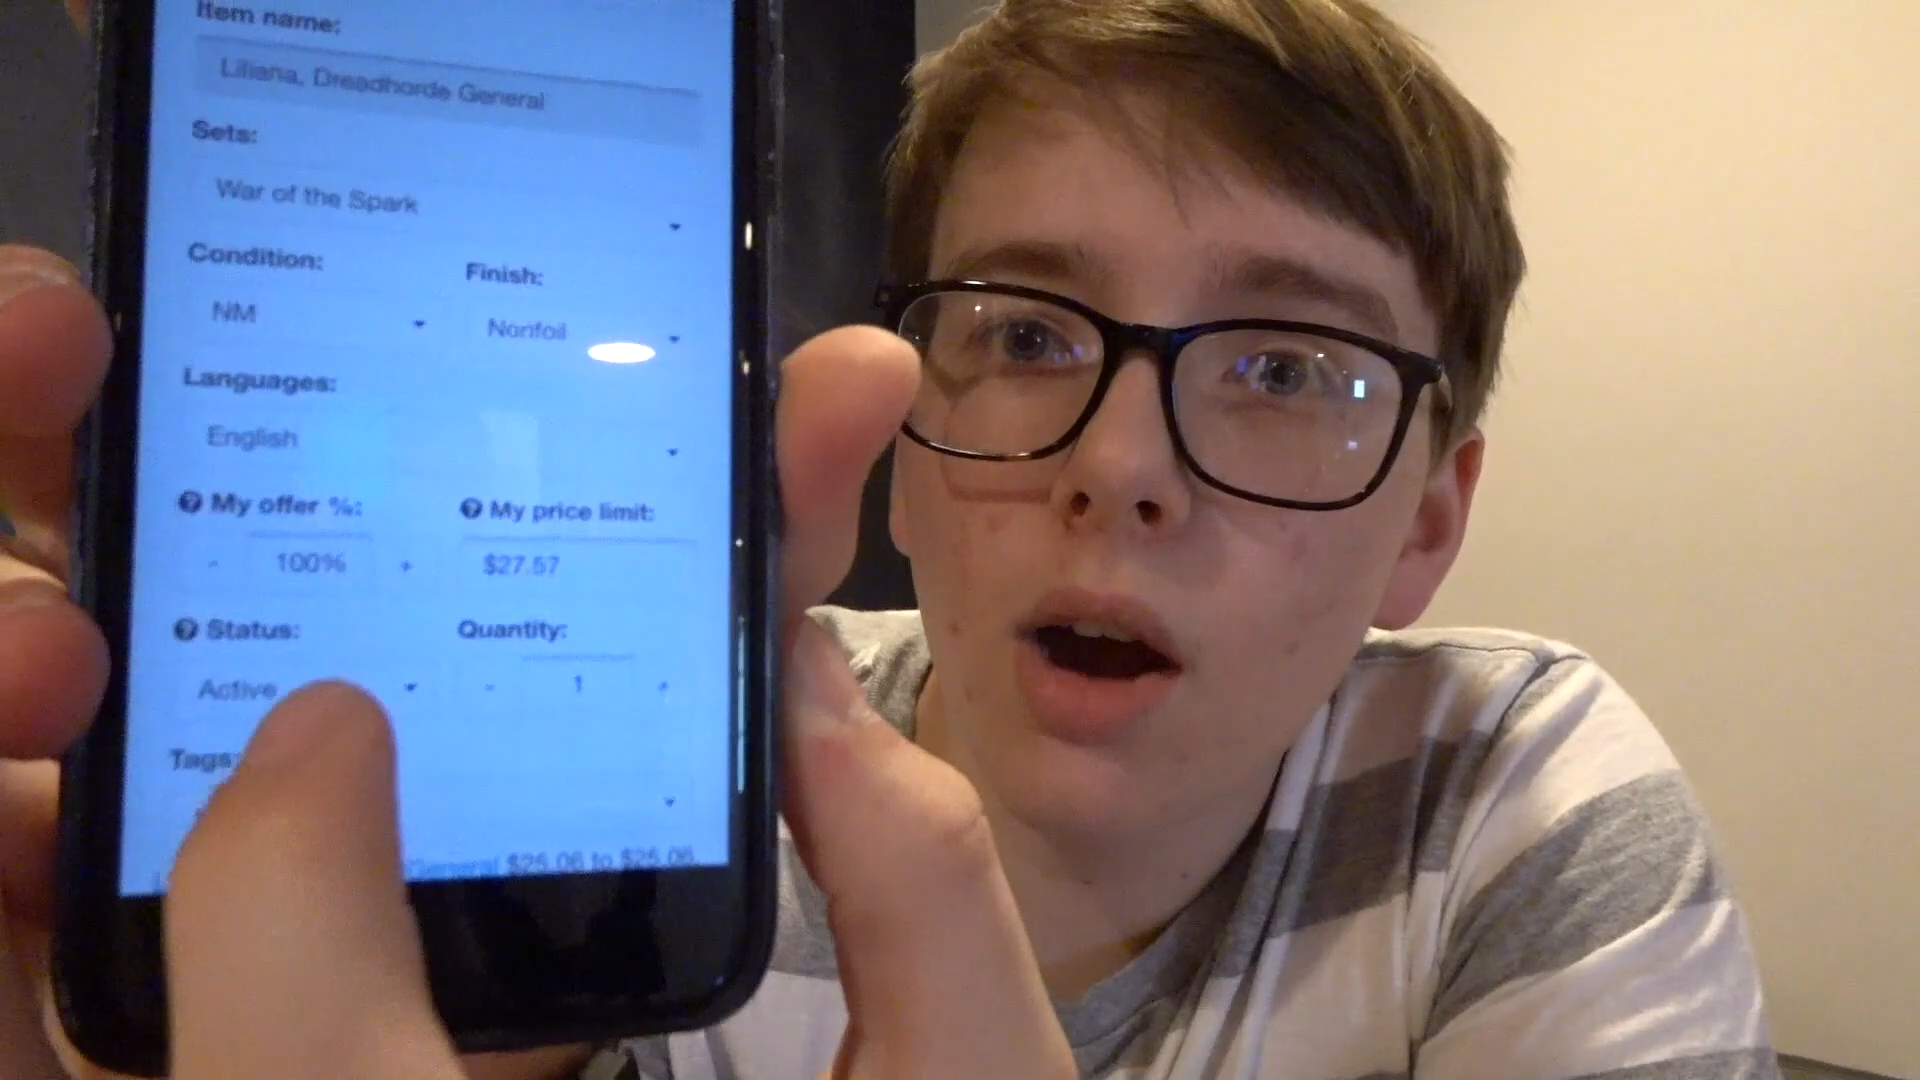 Item name:
Liliana, Dreadhorde General
Sets:
War of the Spark
Condition: Finish:
NM Nonfoil
Languages:
English
? My offer %: ? My price limit:
- 100% + $27.57
? Status: Quantity:
Active - 1 +
Tags:
General $25.06 to $25.06